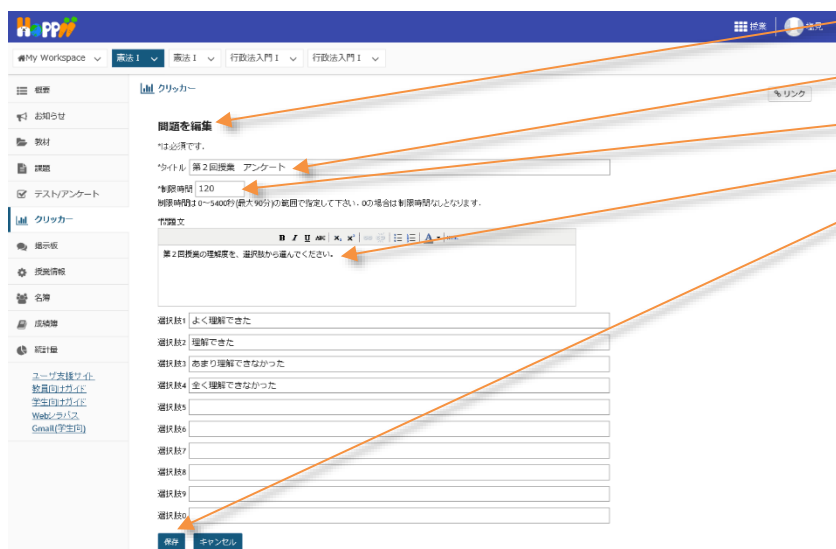 HoPPii
授業
My Workspace
憲法1
憲法1
行政法入門1
行政法入門1
概要
お知らせ
教材
課題
テスト/アンケート
クリッカー
掲示板
授業情報
名簿
成績簿
統計量
ユーザ支援サイト
教員向けガイド
学生向けガイド
Webシラバス
Gmail(学生向)
クリッカー
リンク
問題を編集
*は必須です。
*タイトル 第2回授業 アンケート
*制限時間 120
制限時間は0~5400秒(最大90分)の範囲で指定して下さい。0の場合は制限時間なしとなります。
*問題文
B I U ABC x₂ x²
第2回授業の理解度を、選択肢から選んでください。
選択肢1 よく理解できた
選択肢2 理解できた
選択肢3 あまり理解できなかった
選択肢4 全く理解できなかった
選択肢5
選択肢6
選択肢7
選択肢8
選択肢9
選択肢0
保存 キャンセル